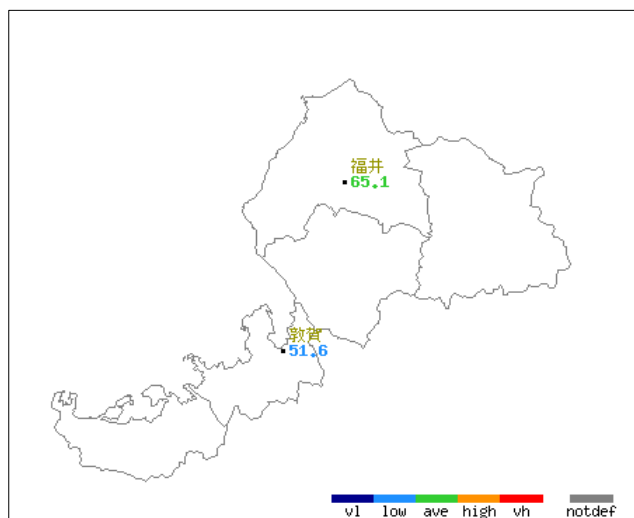 福井
65.1
敦賀
51.6
vl low ave high vh notdef